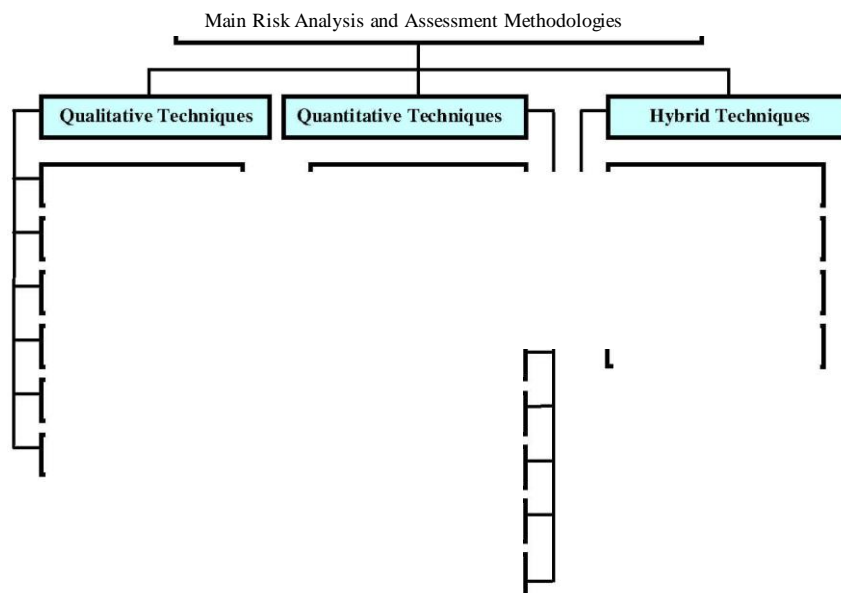 Main Risk Analysis and Assessment Methodologies
Qualitative Techniques
Quantitative Techniques
Hybrid Techniques